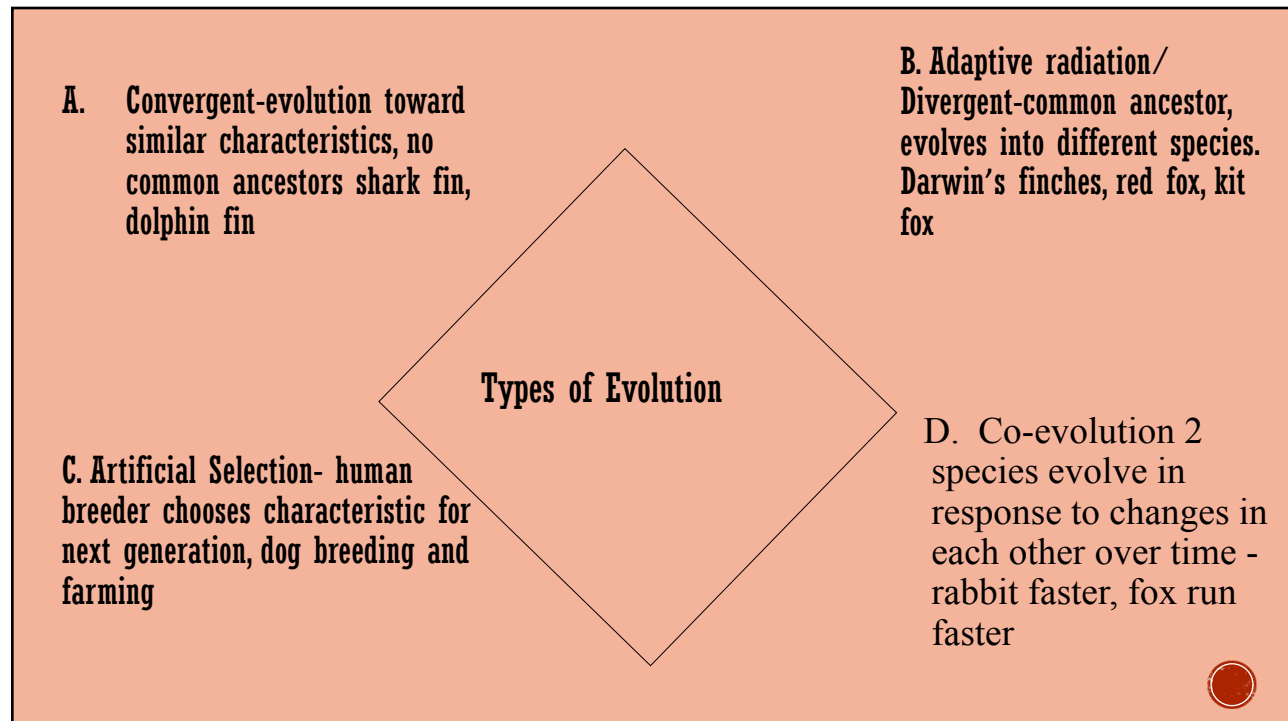 A. Convergent-evolution toward
similar characteristics, no
common ancestors shark fin,
dolphin fin
B. Adaptive radiation/
Divergent-common ancestor,
evolves into different species.
Darwin’s finches, red fox, kit
fox
Types of Evolution
C. Artificial Selection- human
breeder chooses characteristic for
next generation, dog breeding and
farming
D. Co-evolution 2
species evolve in
response to changes in
each other over time -
rabbit faster, fox run
faster